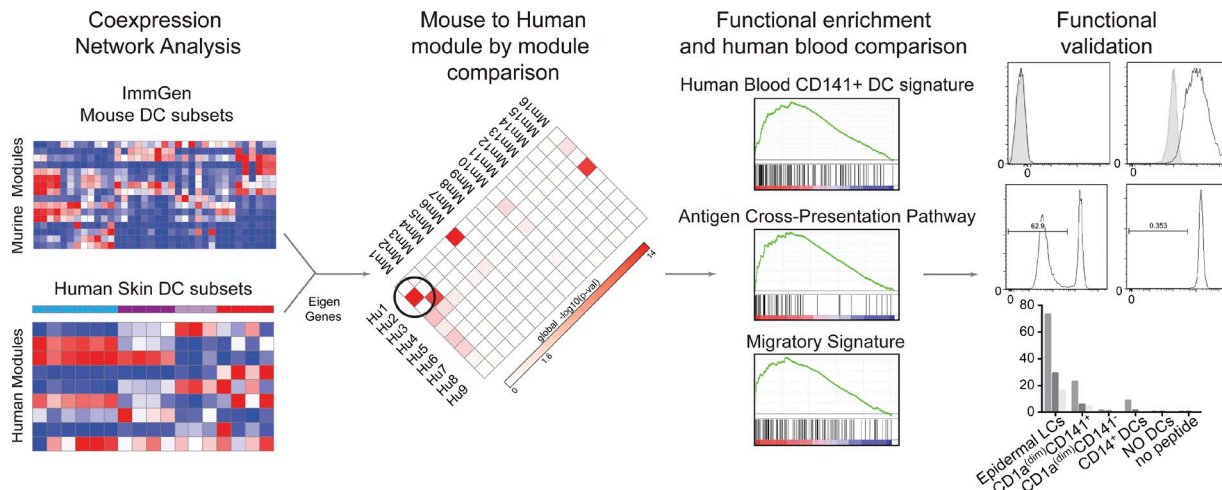 Coexpression
Network Analysis
ImmGen
Mouse DC subsets
Murine Modules
Human Skin DC subsets
Human Modules
Eigen
Genes
Mouse to Human
module by module
comparison
Mm1
Mm2
Mm3
Mm4
Mm5
Mm6
Mm7
Mm8
Mm9
Mm10
Mm11
Mm12
Mm13
Mm14
Mm15
Mm16
Hu1
Hu2
Hu3
Hu4
Hu5
Hu6
Hu7
Hu8
Hu9
global -log10(p-val)
0
1.6
14
Functional enrichment
and human blood comparison
Human Blood CD141+ DC signature
Antigen Cross-Presentation Pathway
Migratory Signature
Functional
validation
0
0
0
0
62.9
0
0
0.353
0
0
80
60
40
20
0
Epidermal LCs
CD1a(dim)CD141+
CD1a(dim)CD141-
CD14+ DCs
NO DCs
no peptide